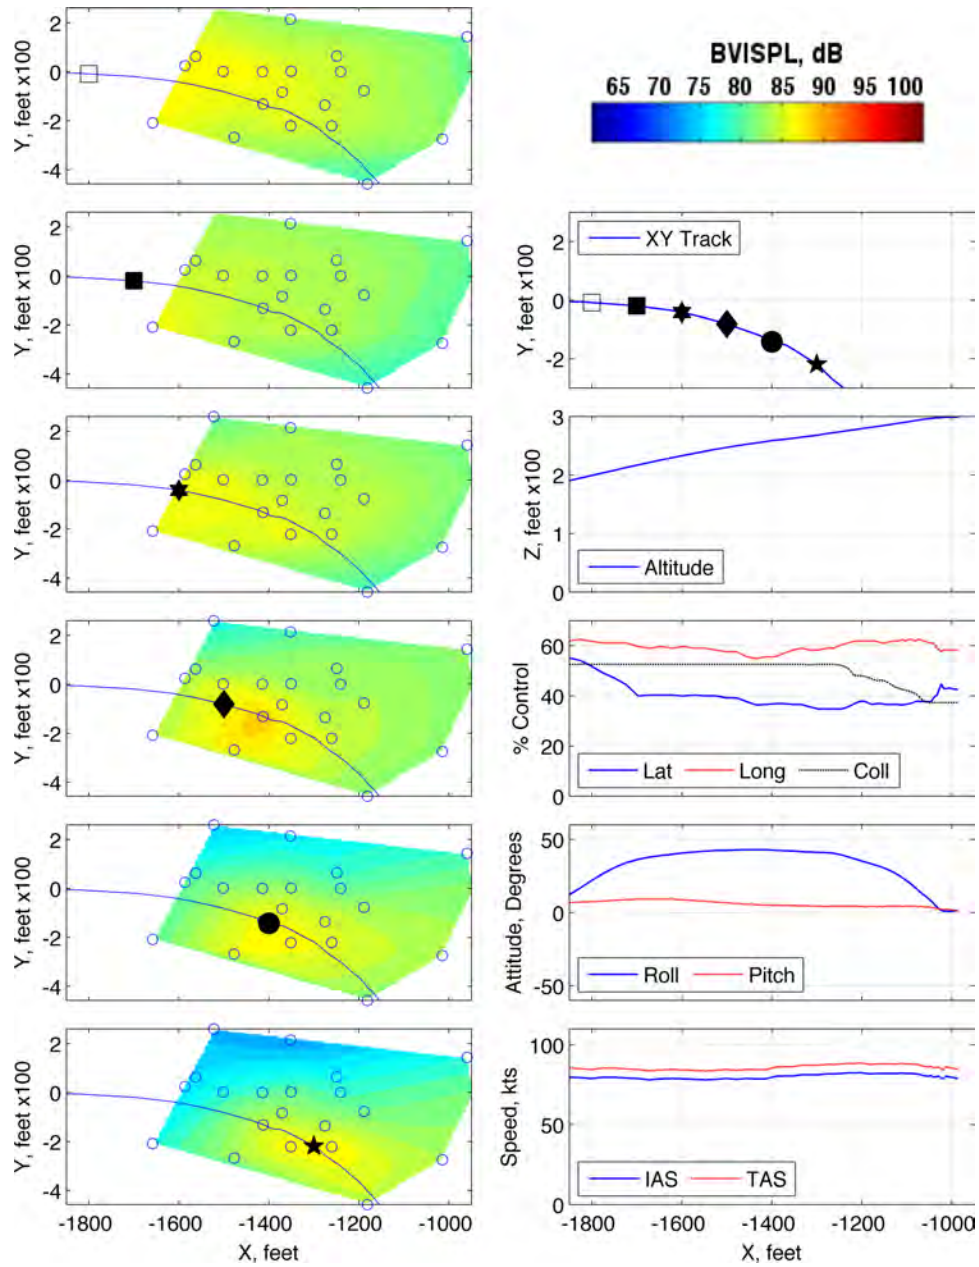 BVISPL, dB
65 70 75 80 85 90 95 100
2
0
-2
-4
Y, feet x100
2
0
-2
-4
Y, feet x100
XY Track
0
-2
Y, feet x100
2
0
-2
-4
Y, feet x100
3
2
1
0
Z, feet x100
Altitude
2
0
-2
-4
Y, feet x100
60
40
20
0
% Control
Lat Long Coll
2
0
-2
-4
Y, feet x100
50
0
-50
Attitude, Degrees
Roll Pitch
2
0
-2
-4
Y, feet x100
100
50
0
Speed, kts
IAS TAS
-1800 -1600 -1400 -1200 -1000
X, feet
-1800 -1600 -1400 -1200 -1000
X, feet